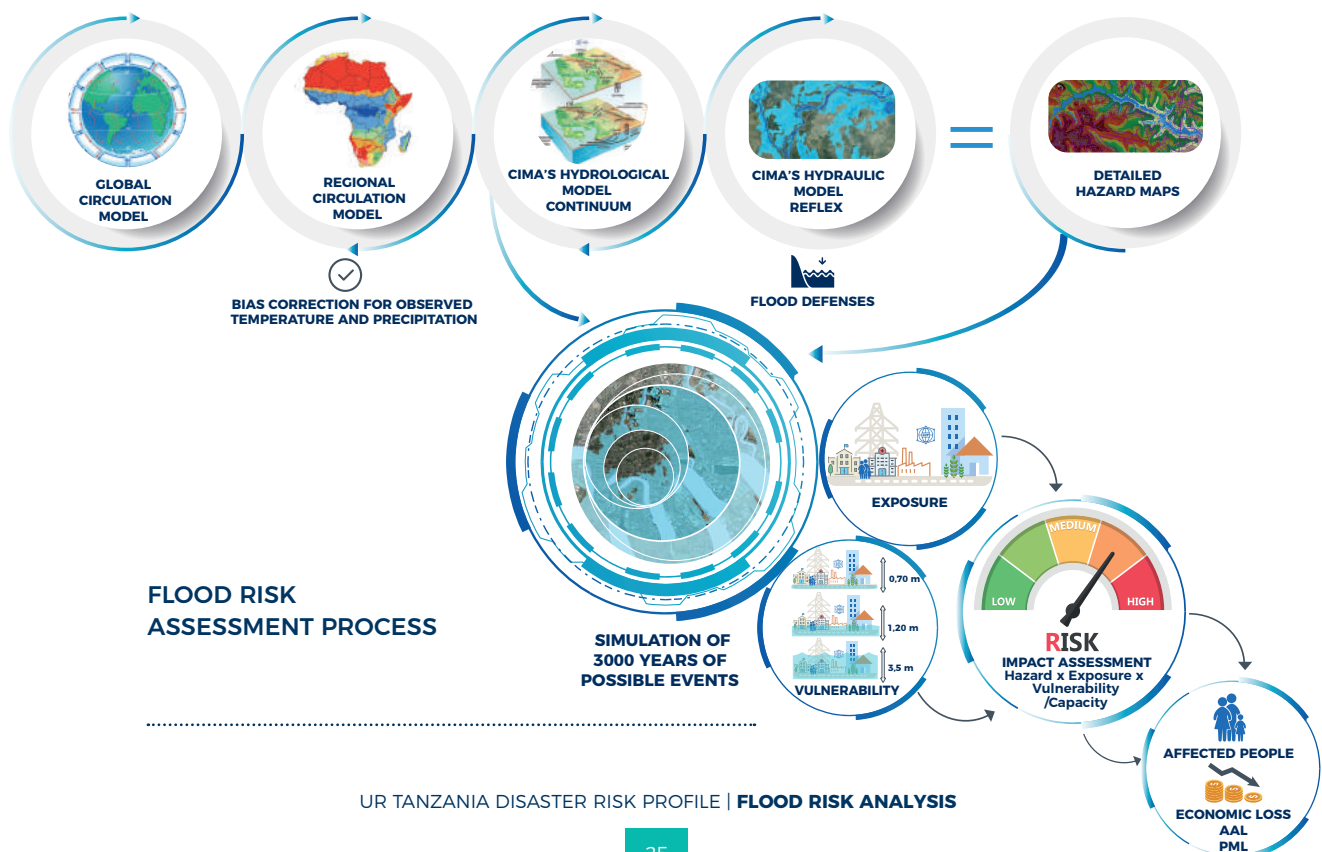 GLOBAL
CIRCULATION
MODEL
REGIONAL
CIRCULATION
MODEL
CIMA'S HYDROLOGICAL
MODEL
CONTINUUM
CIMA'S HYDRAULIC
MODEL
REFLEX
=
DETAILED
HAZARD MAPS
BIAS CORRECTION FOR OBSERVED
TEMPERATURE AND PRECIPITATION
FLOOD DEFENSES
EXPOSURE
0,70 m
1,20 m
3,5 m
VULNERABILITY
SIMULATION OF
3000 YEARS OF
POSSIBLE EVENTS
LOW
MEDIUM
HIGH
RISK
IMPACT ASSESSMENT
Hazard x Exposure x
Vulnerability
/Capacity
AFFECTED PEOPLE
ECONOMIC LOSS
AAL
PML
FLOOD RISK
ASSESSMENT PROCESS
UR TANZANIA DISASTER RISK PROFILE | FLOOD RISK ANALYSIS